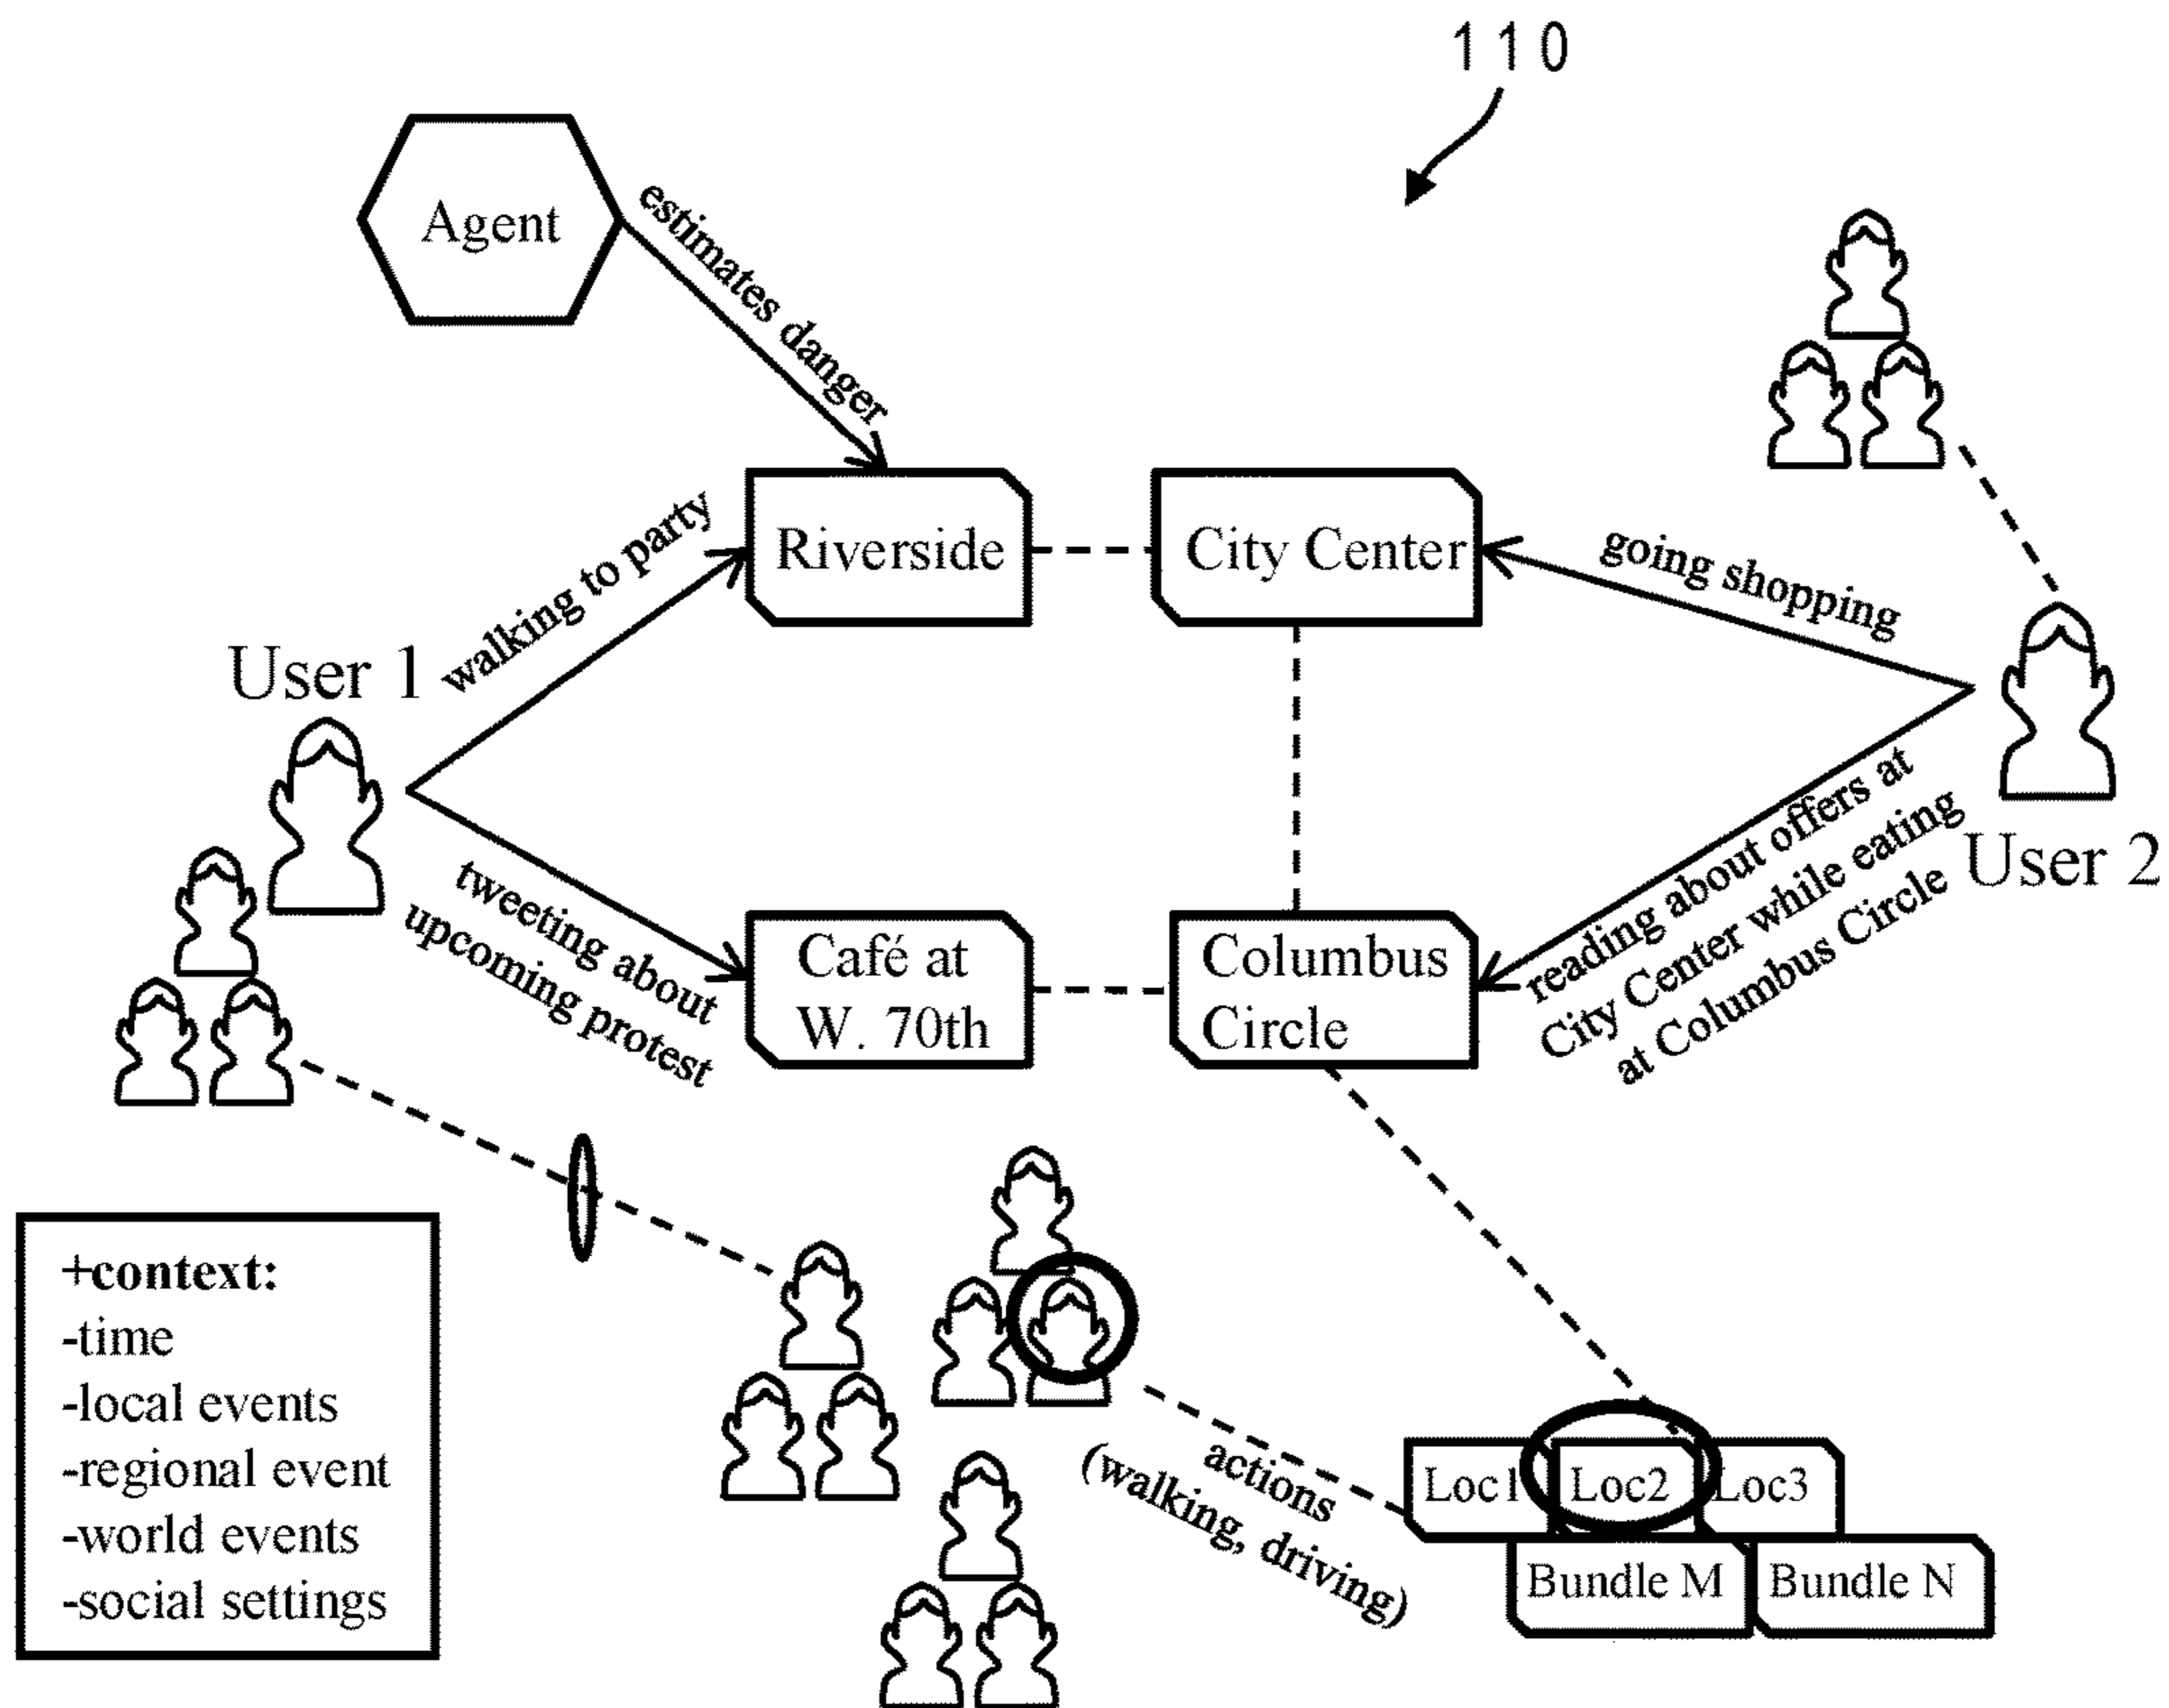 110
Agent
estimates danger
Riverside
City Center
going shopping
walking to party
User 1
User 2
tweeting about
upcoming protest
Café at
W. 70th
Columbus
Circle
reading about offers at
City Center while eating
at Columbus Circle
+context:
-time
-local events
-regional event
-world events
-social settings
actions
(walking, driving)
Loc1
Loc2
Loc3
Bundle M
Bundle N